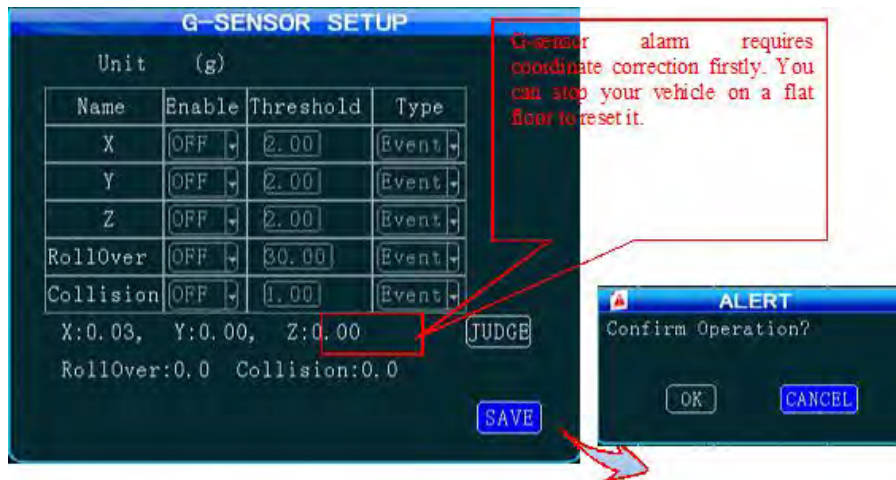 G-SENSOR SETUP
Unit (g)
Name Enable Threshold Type
X OFF 2.00 Event
Y OFF 2.00 Event
Z OFF 2.00 Event
RollOver OFF 30.00 Event
Collision OFF 1.00 Event
X:0.03, Y:0.00, Z:0.00 JUDGE
RollOver:0.0 Collision:0.0
SAVE
G-sensor alarm requires
coordinate correction firstly. You
can stop your vehicle on a flat
floor to reset it.
ALERT
Confirm Operation?
OK CANCEL